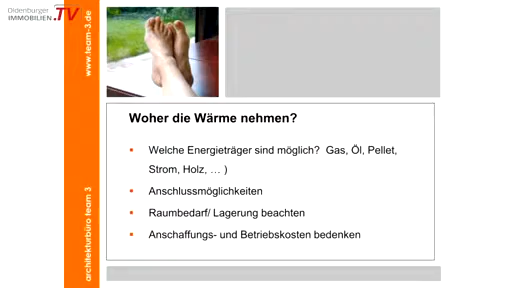 Oldenburger
IMMOBILIEN.TV
www.team-3.de
architekturbüro team 3
Woher die Wärme nehmen?
Welche Energieträger sind möglich? Gas, Öl, Pellet,
Strom, Holz, … )
Anschlussmöglichkeiten
Raumbedarf/ Lagerung beachten
Anschaffungs- und Betriebskosten bedenken